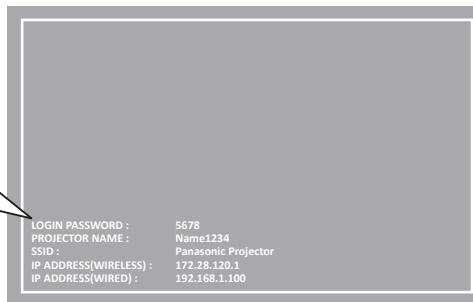 LOGIN PASSWORD : 5678
PROJECTOR NAME : Name1234
SSID : Panasonic Projector
IP ADDRESS(WIRELESS) : 172.28.120.1
IP ADDRESS(WIRED) : 192.168.1.100